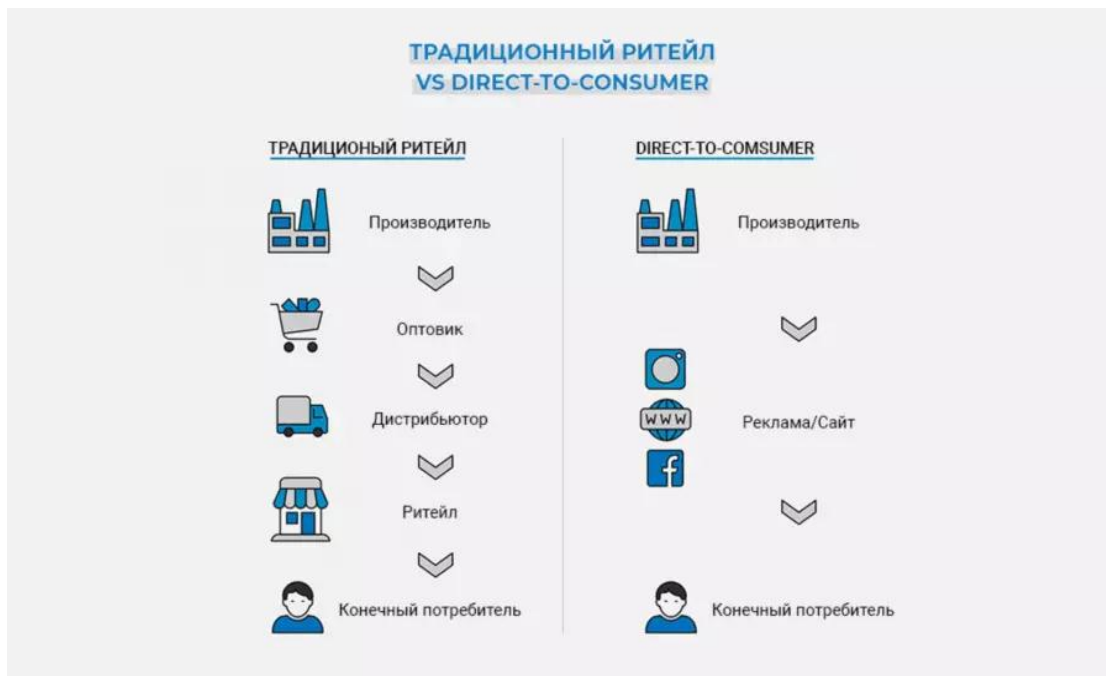 ТРАДИЦИОННЫЙ РИТЕЙЛ
VS DIRECT-TO-CONSUMER
ТРАДИЦИОНЫЙ РИТЕЙЛ
Производитель
Оптовик
Дистрибьютор
Ритейл
Конечный потребитель
DIRECT-TO-COMSUMER
Производитель
WWW
Реклама/Сайт
Конечный потребитель